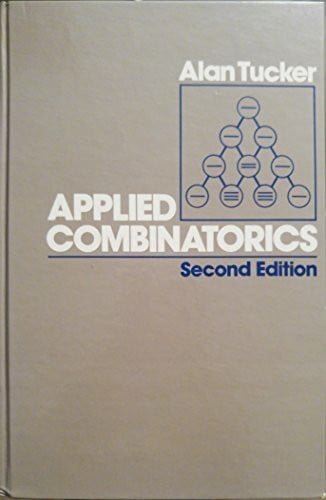 Alan Tucker
APPLIED
COMBINATORICS
Second Edition